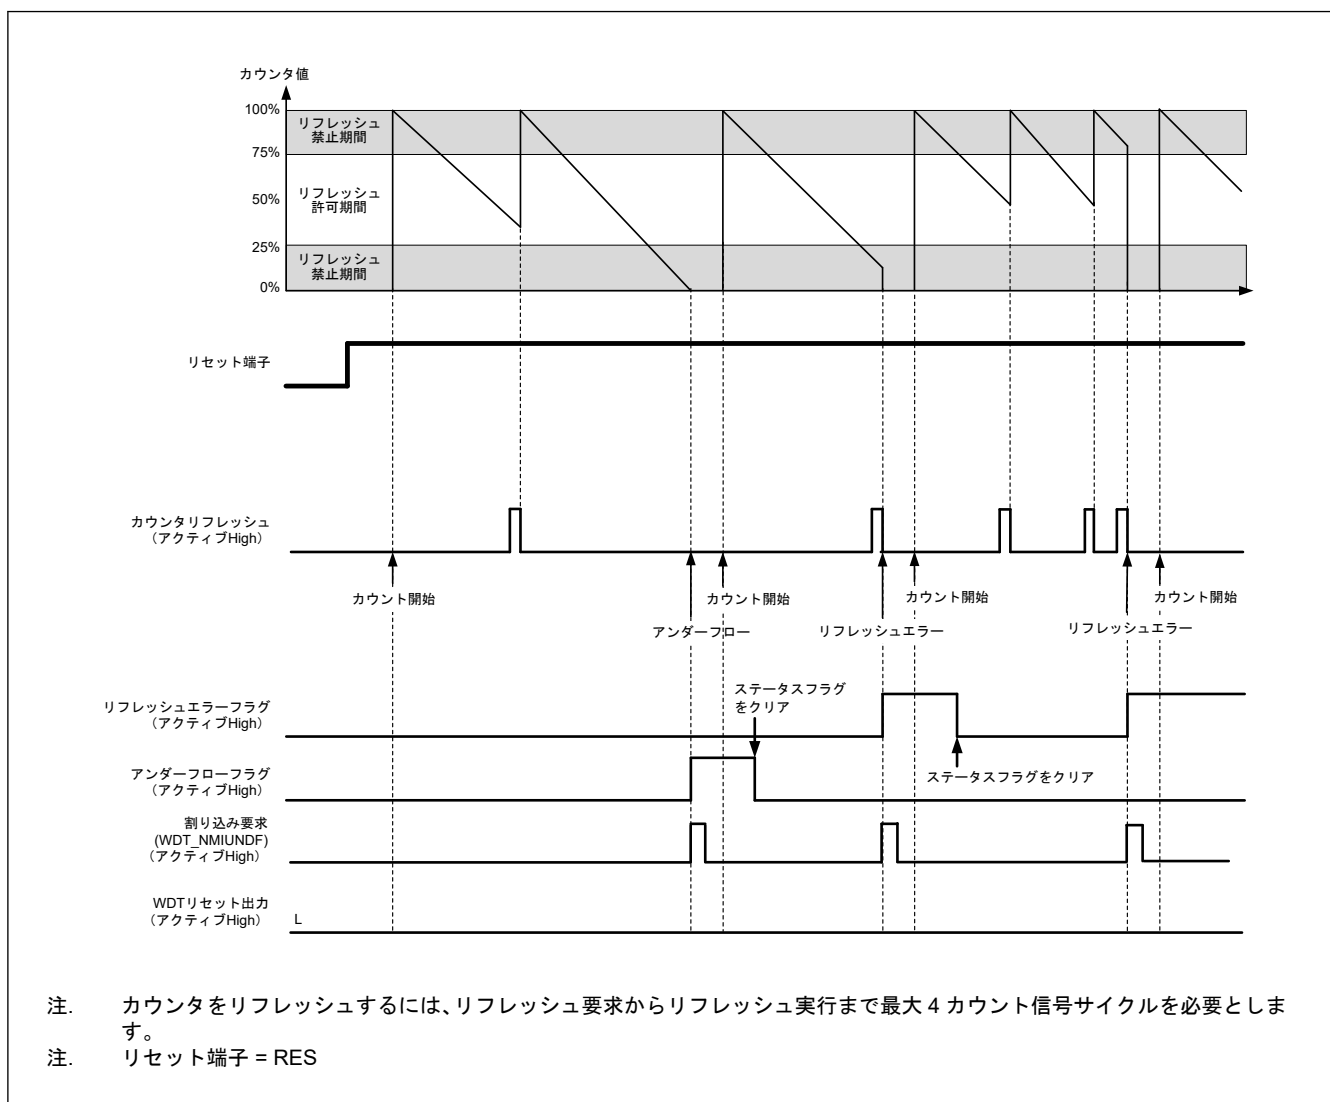 カウンタ値
100%
リフレッシュ
禁止期間
75%
50%
リフレッシュ
許可期間
25%
リフレッシュ
禁止期間
0%
リセット端子
カウンタリフレッシュ
（アクティブHigh）
カウント開始
カウント開始
カウント開始
カウント開始
アンダーフロー
リフレッシュエラー
リフレッシュエラー
ステータスフラグ
をクリア
リフレッシュエラーフラグ
（アクティブHigh）
アンダーフローフラグ
（アクティブHigh）
ステータスフラグをクリア
割り込み要求
(WDT_NMIUNDF)
（アクティブHigh）
WDTリセット出力
（アクティブHigh）
L
注. カウンタをリフレッシュするには、リフレッシュ要求からリフレッシュ実行まで最大 4 カウント信号サイクルを必要としま
す。
注. リセット端子 = RES